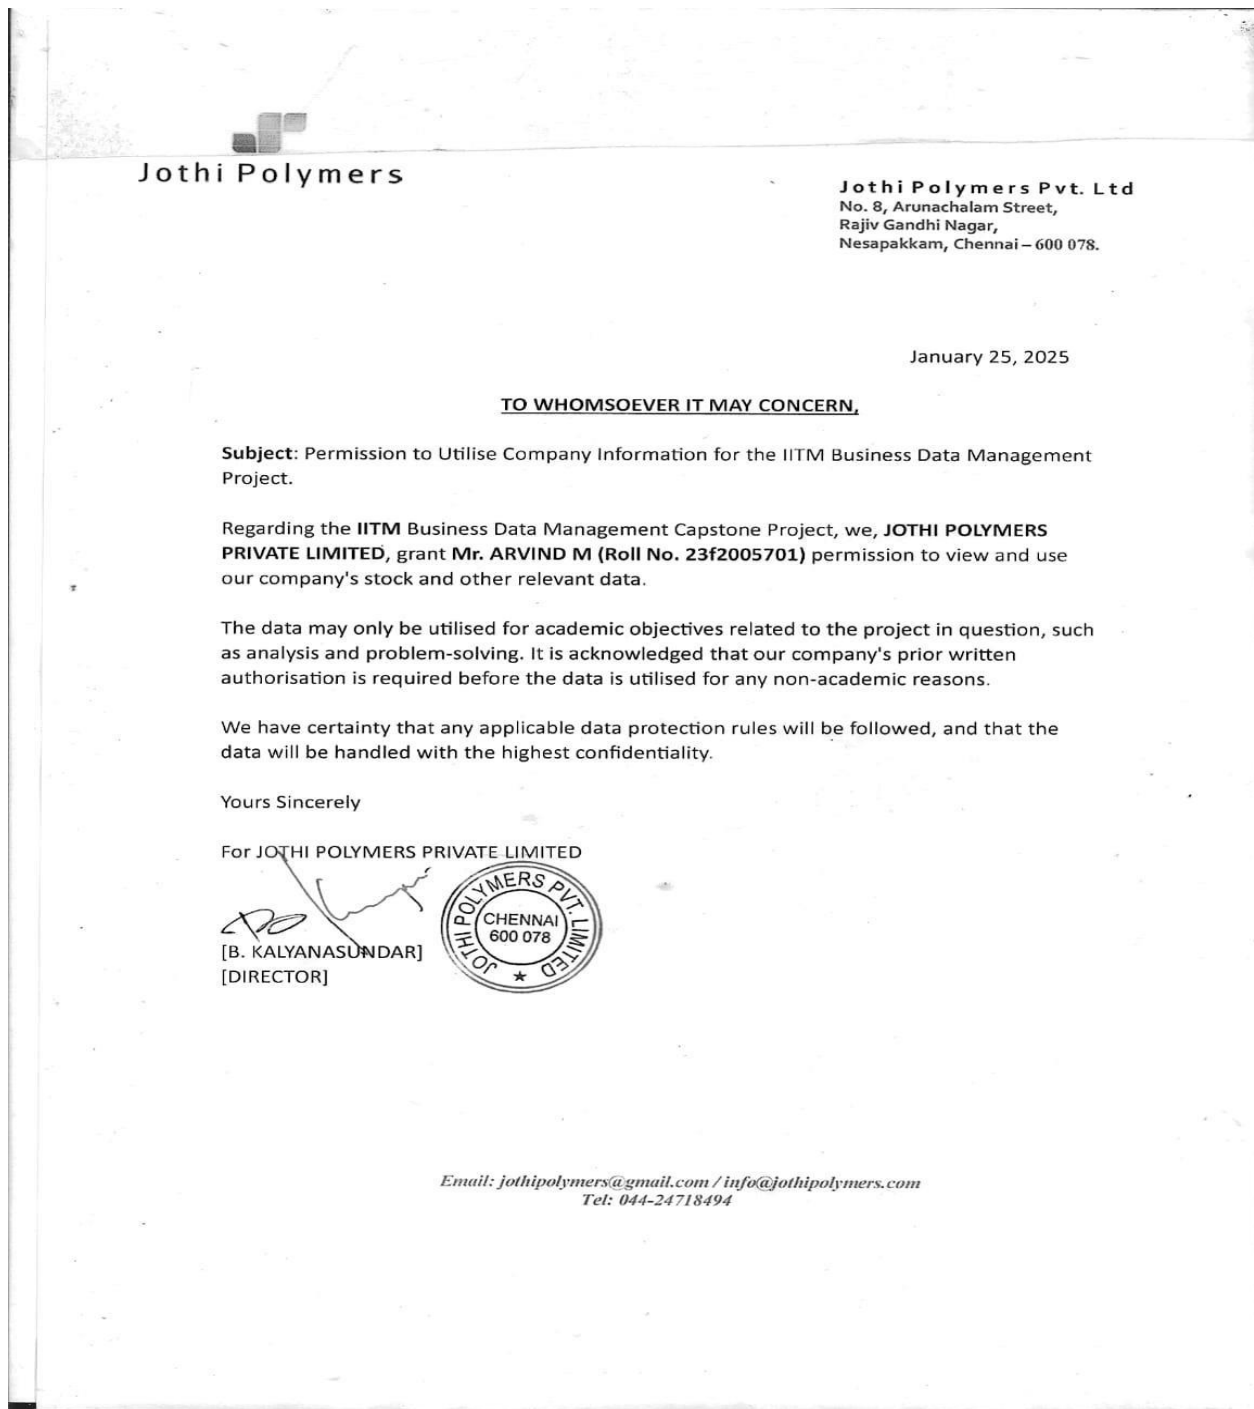 Jothi Polymers
Jothi Polymers Pvt. Ltd
No. 8, Arunachalam Street,
Rajiv Gandhi Nagar,
Nesapakkam, Chennai – 600 078.
January 25, 2025
TO WHOMSOEVER IT MAY CONCERN,
Subject: Permission to Utilise Company Information for the IITM Business Data Management
Project.
Regarding the IITM Business Data Management Capstone Project, we, JOTHI POLYMERS
PRIVATE LIMITED, grant Mr. ARVIND M (Roll No. 23f2005701) permission to view and use
our company's stock and other relevant data.
The data may only be utilised for academic objectives related to the project in question, such
as analysis and problem-solving. It is acknowledged that our company's prior written
authorisation is required before the data is utilised for any non-academic reasons.
We have certainty that any applicable data protection rules will be followed, and that the
data will be handled with the highest confidentiality.
Yours Sincerely
For JOTHI POLYMERS PRIVATE LIMITED
JOTHI POLYMERS PVT. LIMITED
CHENNAI
600 078
[B. KALYANASUNDAR]
[DIRECTOR]
Email: jothipolymers@gmail.com / info@jothipolymers.com
Tel: 044-24718494